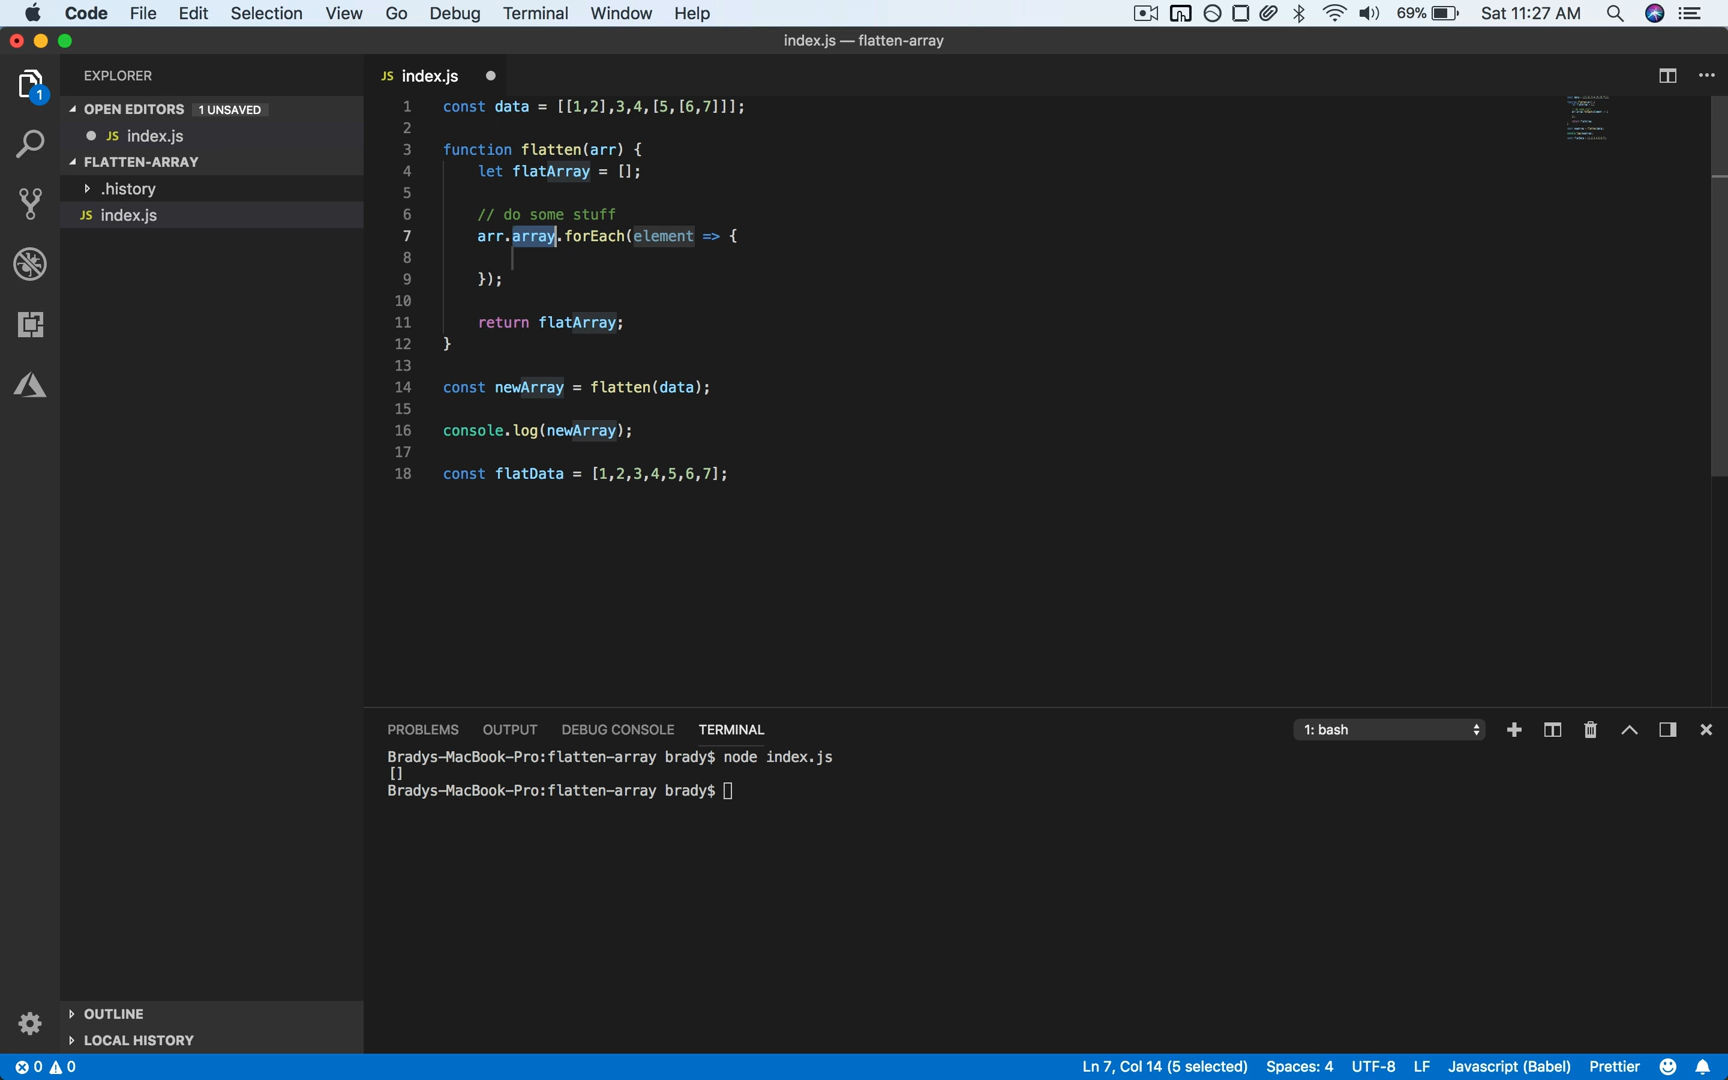 Code File Edit Selection View Go Debug Terminal Window Help 69% Sat 11:27 AM
index.js — flatten-array
EXPLORER
OPEN EDITORS 1 UNSAVED
JS index.js
FLATTEN-ARRAY
.history
JS index.js
OUTLINE
LOCAL HISTORY
1
JS index.js
1 const data = [[1,2],3,4,[5,[6,7]]];
2
3 function flatten(arr) {
4 let flatArray = [];
5
6 // do some stuff
7 arr.array.forEach(element => {
8
9 });
10
11 return flatArray;
12 }
13
14 const newArray = flatten(data);
15
16 console.log(newArray);
17
18 const flatData = [1,2,3,4,5,6,7];
PROBLEMS OUTPUT DEBUG CONSOLE TERMINAL 1: bash
Bradys-MacBook-Pro:flatten-array brady$ node index.js
[]
Bradys-MacBook-Pro:flatten-array brady$
0 0 Ln 7, Col 14 (5 selected) Spaces: 4 UTF-8 LF Javascript (Babel) Prettier